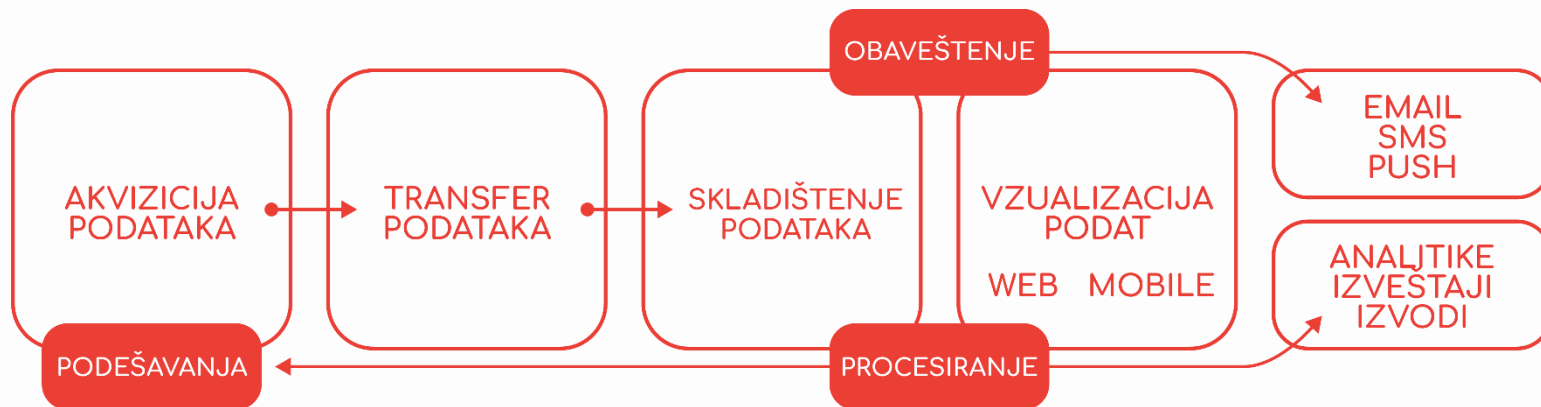 OBAVEŠTENJE
AKVIZICIJA
PODATAKA
TRANSFER
PODATAKA
SKLADIŠTENJE
PODATAKA
VZUALIZACIJA
PODAT
WEB MOBILE
EMAIL
SMS
PUSH
ANALITIKE
IZVEŠTAJI
IZVODI
PODEŠAVANJA
PROCESIRANJE